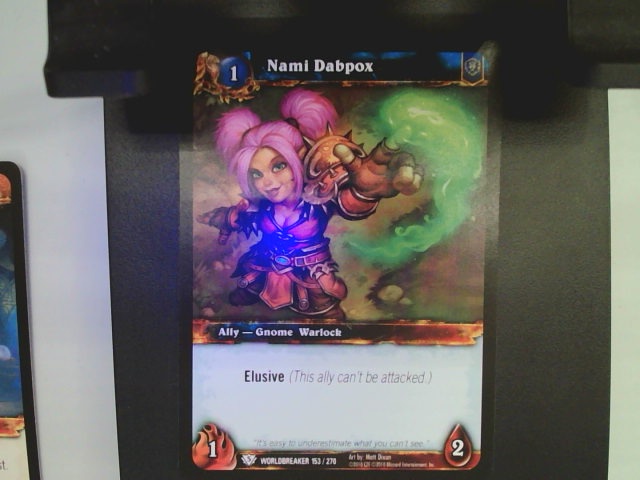 1 Nami Dabpox
Ally — Gnome Warlock
Elusive (This ally can't be attacked.)
"It's easy to underestimate what you can't see."
1 WORLDBREAKER 153 / 270 Art by: Matt Dixon 2
st.